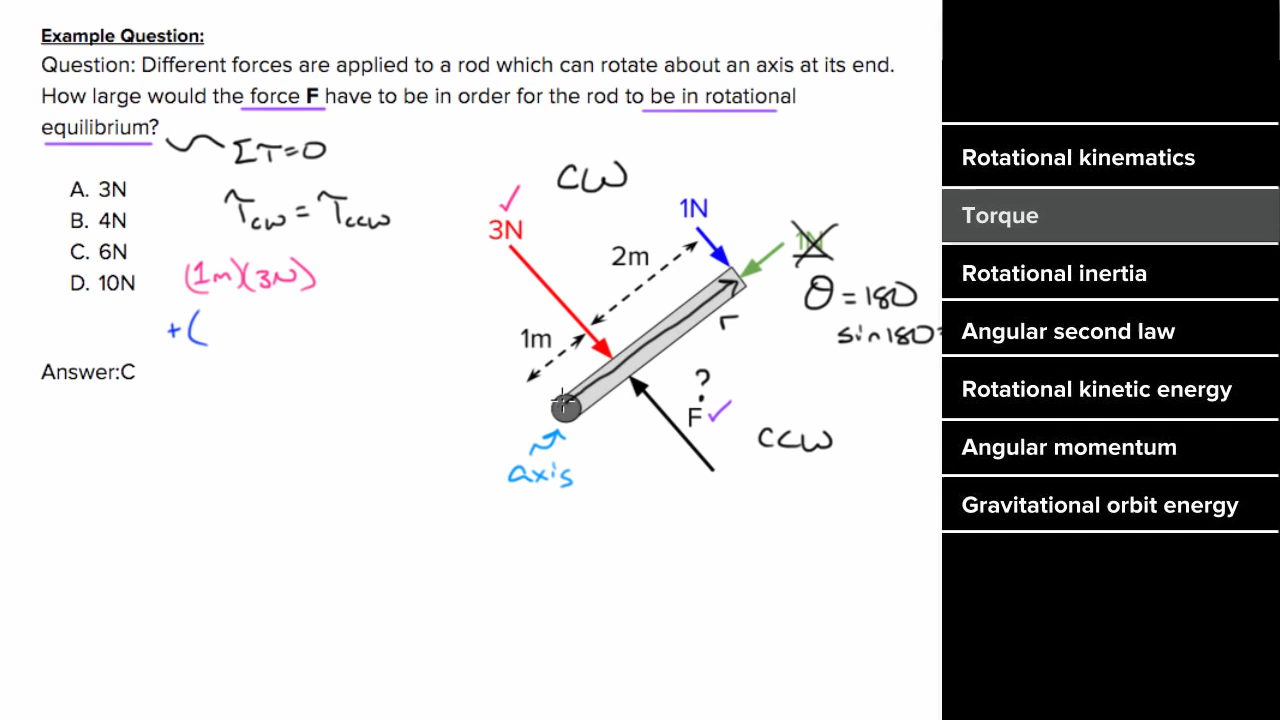 Example Question:
Question: Different forces are applied to a rod which can rotate about an axis at its end.
How large would the force F have to be in order for the rod to be in rotational
equilibrium?
Στ=0
A. 3N
B. 4N
C. 6N
D. 10N
τcw = τccw
(1m)(3N)
+(
Answer:C
CW
3N
1N
2m
1N
θ = 180
sin180=
1m
r
?
F
CCW
axis
Rotational kinematics
Torque
Rotational inertia
Angular second law
Rotational kinetic energy
Angular momentum
Gravitational orbit energy